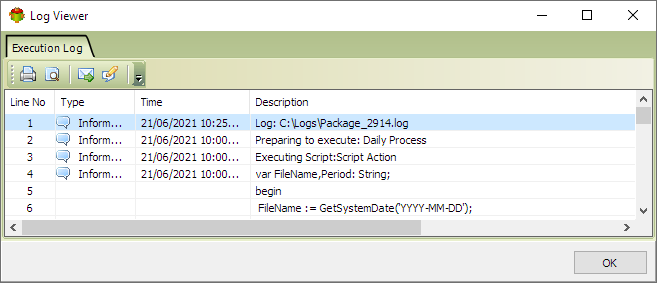 Log Viewer
Execution Log
Line No Type Time Description
1 Inform... 21/06/2021 10:25... Log: C:\Logs\Package_2914.log
2 Inform... 21/06/2021 10:00... Preparing to execute: Daily Process
3 Inform... 21/06/2021 10:00... Executing Script:Script Action
4 Inform... 21/06/2021 10:00... var FileName,Period: String;
5 begin
6 FileName := GetSystemDate('YYYY-MM-DD');
OK